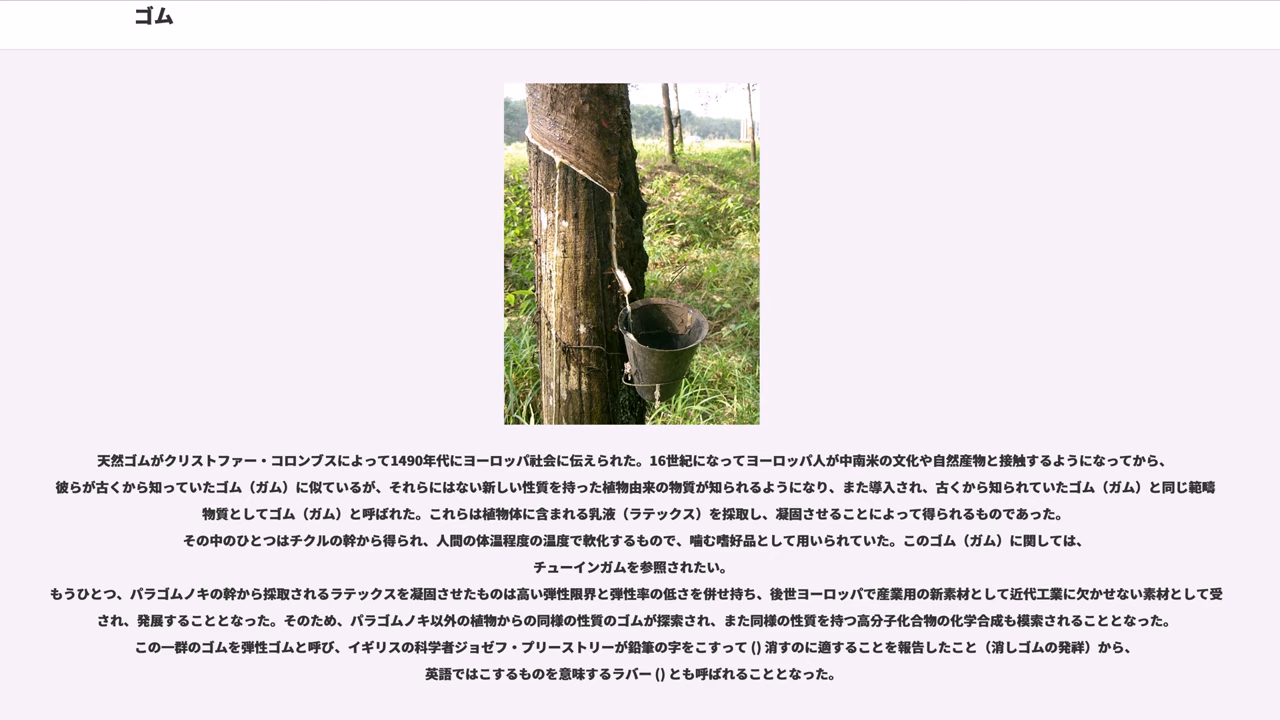 ゴム
天然ゴムがクリストファー・コロンブスによって1490年代にヨーロッパ社会に伝えられた。16世紀になってヨーロッパ人が中南米の文化や自然産物と接触するようになってから、
彼らが古くから知っていたゴム（ガム）に似ているが、それらにはない新しい性質を持った植物由来の物質が知られるようになり、また導入され、古くから知られていたゴム（ガム）と同じ範疇
物質としてゴム（ガム）と呼ばれた。これらは植物体に含まれる乳液（ラテックス）を採取し、凝固させることによって得られるものであった。
その中のひとつはチクルの幹から得られ、人間の体温程度の温度で軟化するもので、噛む嗜好品として用いられていた。このゴム（ガム）に関しては、
チューインガムを参照されたい。
もうひとつ、パラゴムノキの幹から採取されるラテックスを凝固させたものは高い弾性限界と弾性率の低さを併せ持ち、後世ヨーロッパで産業用の新素材として近代工業に欠かせない素材として受
され、発展することとなった。そのため、パラゴムノキ以外の植物からの同様の性質のゴムが探索され、また同様の性質を持つ高分子化合物の化学合成も模索されることとなった。
この一群のゴムを弾性ゴムと呼び、イギリスの科学者ジョゼフ・プリーストリーが鉛筆の字をこすって () 消すのに適することを報告したこと（消しゴムの発祥）から、
英語ではこするものを意味するラバー () とも呼ばれることとなった。